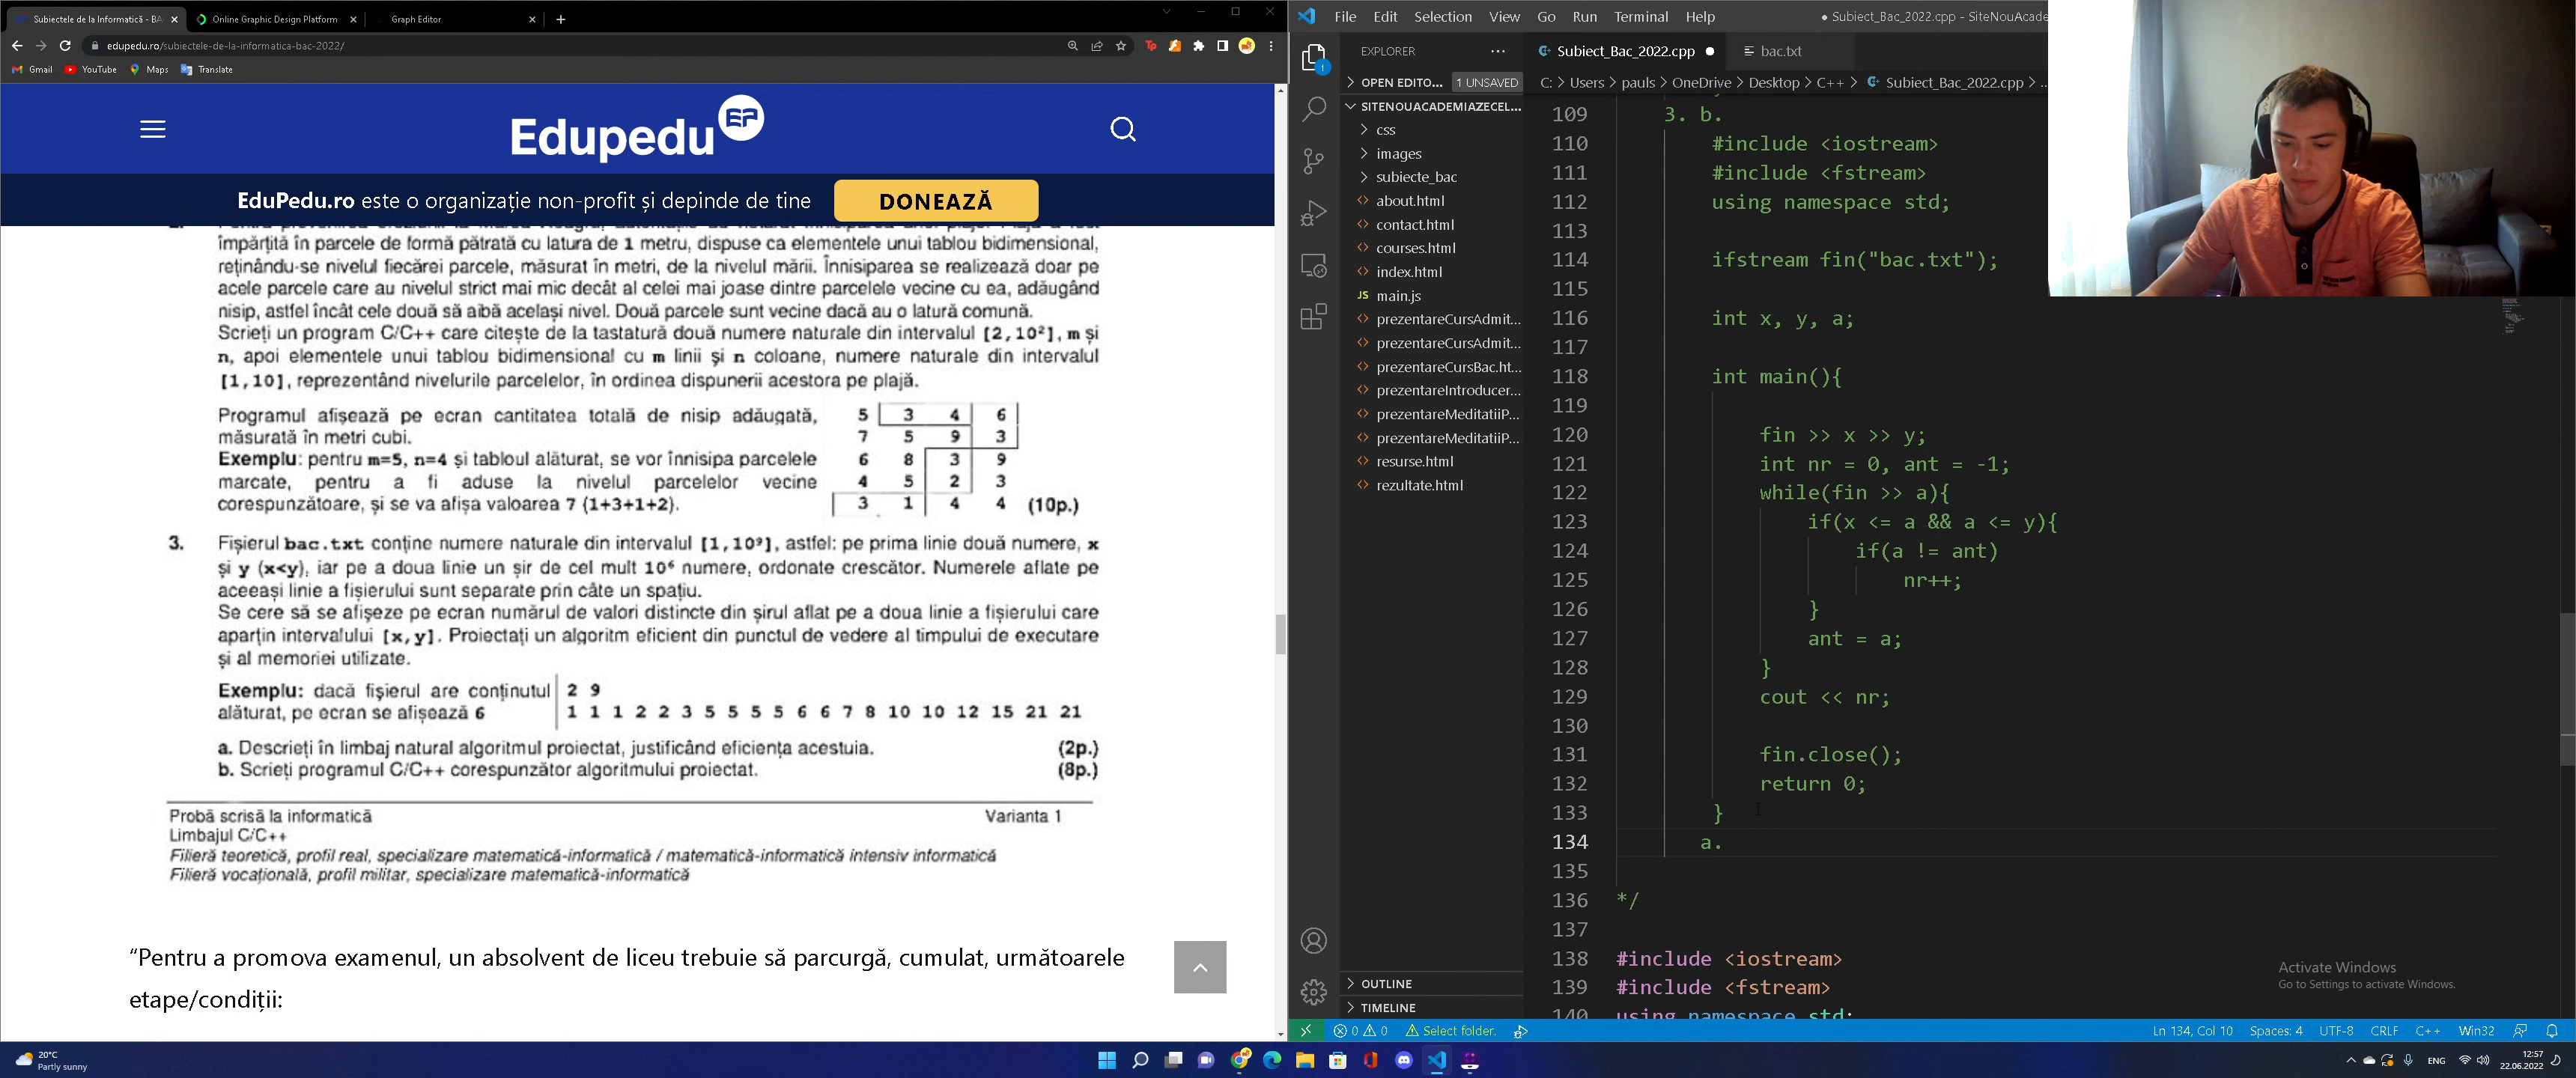 Subiectele de la Informatică - BA
Online Graphic Design Platform
Graph Editor
edupedu.ro/subiectele-de-la-informatica-bac-2022/
Gmail
YouTube
Maps
Translate
Edupedu EP
EduPedu.ro este o organizație non-profit și depinde de tine
DONEAZĂ
împărțită în parcele de formă pătrată cu latura de 1 metru, dispuse ca elementele unui tablou bidimensional,
reținându-se nivelul fiecărei parcele, măsurat în metri, de la nivelul mării. Înnisiparea se realizează doar pe
acele parcele care au nivelul strict mai mic decât al celei mai joase dintre parcelele vecine cu ea, adăugând
nisip, astfel încât cele două să aibă același nivel. Două parcele sunt vecine dacă au o latură comună.
Scrieți un program C/C++ care citește de la tastatură două numere naturale din intervalul [2,10²], m și
n, apoi elementele unui tablou bidimensional cu m linii și n coloane, numere naturale din intervalul
[1,10], reprezentând nivelurile parcelelor, în ordinea dispunerii acestora pe plajă.
Programul afișează pe ecran cantitatea totală de nisip adăugată,
măsurată în metri cubi.
Exemplu: pentru m=5, n=4 și tabloul alăturat, se vor înnisipa parcelele
marcate, pentru a fi aduse la nivelul parcelelor vecine
corespunzătoare, și se va afișa valoarea 7 (1+3+1+2).
5 3 4 6
7 5 9 3
6 8 3 9
4 5 2 3
3 1 4 4 (10p.)
3. Fișierul bac.txt conține numere naturale din intervalul [1,10⁹], astfel: pe prima linie două numere, x
și y (x<y), iar pe a doua linie un șir de cel mult 10⁶ numere, ordonate crescător. Numerele aflate pe
aceeași linie a fișierului sunt separate prin câte un spațiu.
Se cere să se afișeze pe ecran numărul de valori distincte din șirul aflat pe a doua linie a fișierului care
aparțin intervalului [x,y]. Proiectați un algoritm eficient din punctul de vedere al timpului de executare
și al memoriei utilizate.
Exemplu: dacă fișierul are conținutul
alăturat, pe ecran se afișează 6
2 9
1 1 1 2 2 3 5 5 5 5 6 6 7 8 10 10 12 15 21 21
a. Descrieți în limbaj natural algoritmul proiectat, justificând eficiența acestuia. (2p.)
b. Scrieți programul C/C++ corespunzător algoritmului proiectat. (8p.)
Probă scrisă la informatică Varianta 1
Limbajul C/C++
Filieră teoretică, profil real, specializare matematică-informatică / matematică-informatică intensiv informatică
Filieră vocațională, profil militar, specializare matematică-informatică
“Pentru a promova examenul, un absolvent de liceu trebuie să parcurgă, cumulat, următoarele
etape/condiții:
File Edit Selection View Go Run Terminal Help
● Subiect_Bac_2022.cpp - SiteNouAcade
1
EXPLORER ···
OPEN EDITO... 1 UNSAVED
SITENOUACADEMIAZECEL...
css
images
subiecte_bac
about.html
contact.html
courses.html
index.html
JS main.js
prezentareCursAdmit...
prezentareCursAdmit...
prezentareCursBac.ht...
prezentareIntroducer...
prezentareMeditatiiP...
prezentareMeditatiiP...
resurse.html
rezultate.html
OUTLINE
TIMELINE
Subiect_Bac_2022.cpp ●
bac.txt
C: > Users > pauls > OneDrive > Desktop > C++ > Subiect_Bac_2022.cpp > ..
109 3. b.
110 #include <iostream>
111 #include <fstream>
112 using namespace std;
113
114 ifstream fin("bac.txt");
115
116 int x, y, a;
117
118 int main(){
119
120 fin >> x >> y;
121 int nr = 0, ant = -1;
122 while(fin >> a){
123 if(x <= a && a <= y){
124 if(a != ant)
125 nr++;
126 }
127 ant = a;
128 }
129 cout << nr;
130
131 fin.close();
132 return 0;
133 }
134 a.
135
136 */
137
138 #include <iostream>
139 #include <fstream>
140 using namespace std;
Activate Windows
Go to Settings to activate Windows.
0 0 Select folder.
Ln 134, Col 10 Spaces: 4 UTF-8 CRLF C++ Win32
20°C
Partly sunny
ENG
12:57
22.06.2022